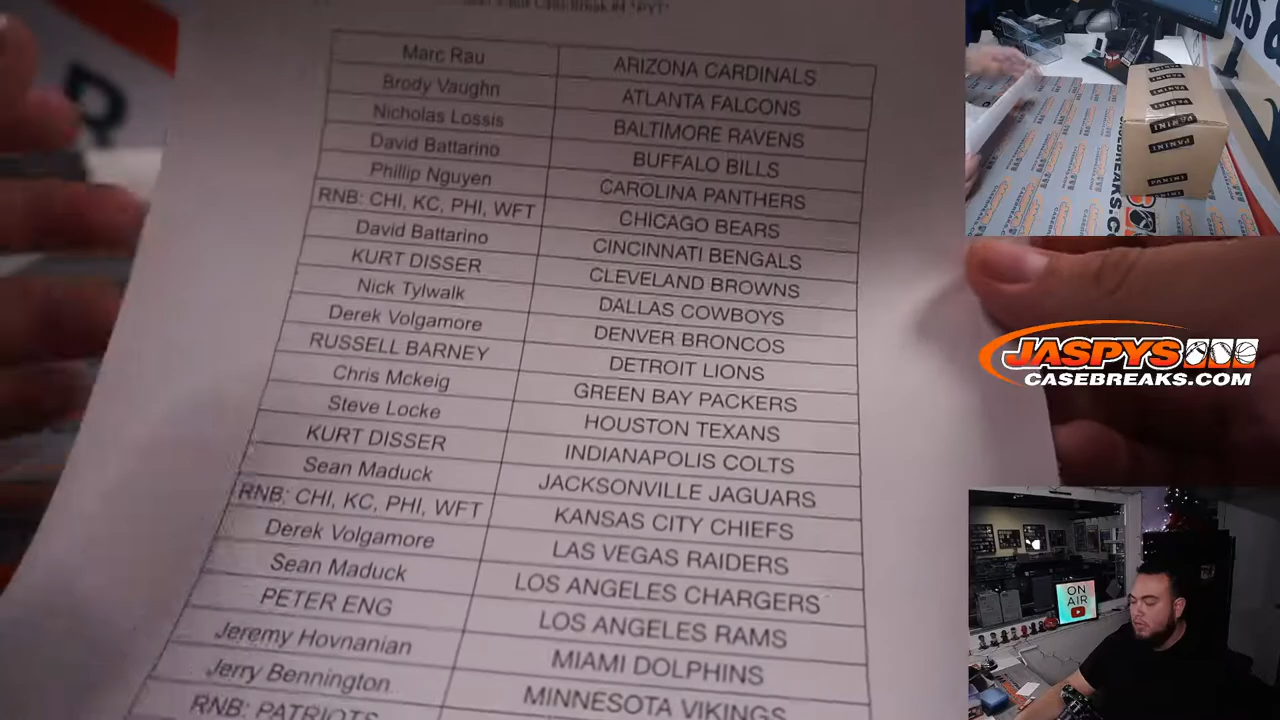 Marc Rau ARIZONA CARDINALS
Brody Vaughn ATLANTA FALCONS
Nicholas Lossis BALTIMORE RAVENS
David Battarino BUFFALO BILLS
Phillip Nguyen CAROLINA PANTHERS
RNB: CHI, KC, PHI, WFT CHICAGO BEARS
David Battarino CINCINNATI BENGALS
KURT DISSER CLEVELAND BROWNS
Nick Tylwalk DALLAS COWBOYS
Derek Volgamore DENVER BRONCOS
RUSSELL BARNEY DETROIT LIONS
Chris Mckeig GREEN BAY PACKERS
Steve Locke HOUSTON TEXANS
KURT DISSER INDIANAPOLIS COLTS
Sean Maduck JACKSONVILLE JAGUARS
RNB: CHI, KC, PHI, WFT KANSAS CITY CHIEFS
Derek Volgamore LAS VEGAS RAIDERS
Sean Maduck LOS ANGELES CHARGERS
PETER ENG LOS ANGELES RAMS
Jeremy Hovnanian MIAMI DOLPHINS
Jerry Bennington MINNESOTA VIKINGS
RNB: PATRIOTS
PANINI
PANINI
PANINI
JASPYS
CASEBREAKS.COM
ON
AIR